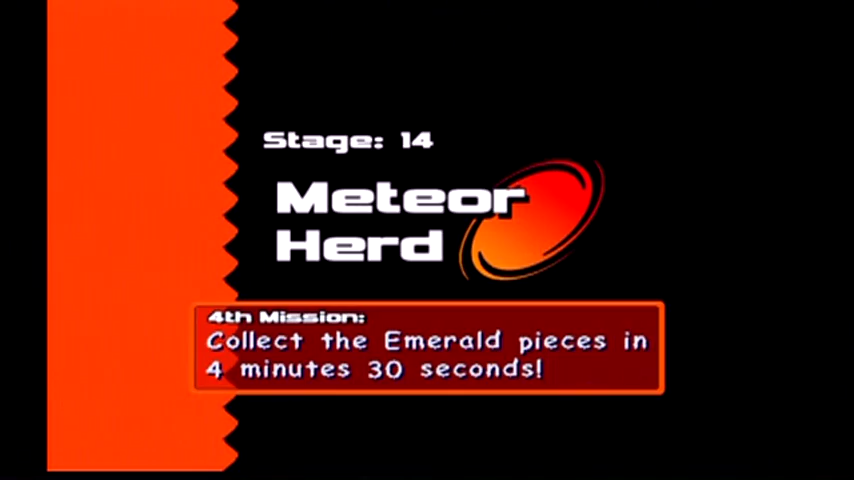 Stage: 14
Meteor
Herd
4th Mission:
Collect the Emerald pieces in
4 minutes 30 seconds!